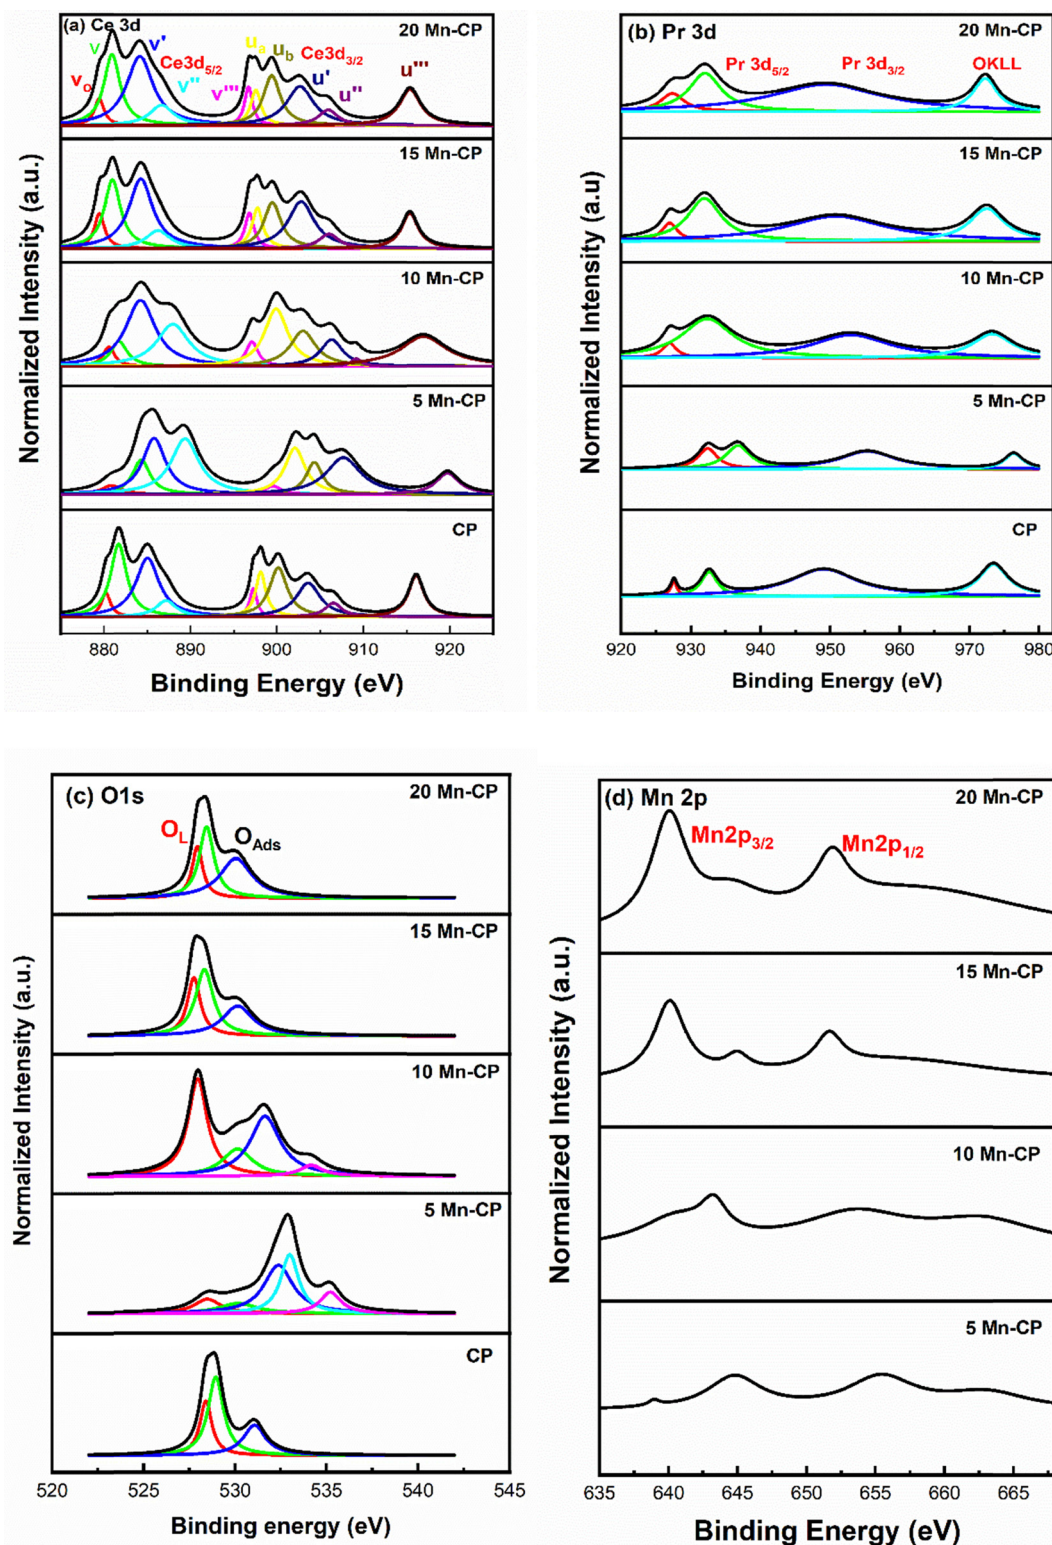 (a) Ce 3d
20 Mn-CP
v₀ v v' Ce3d₅/₂ v'' v''' uₐ u_b Ce3d₃/₂ u' u'' u'''
15 Mn-CP
10 Mn-CP
5 Mn-CP
CP
Normalized Intensity (a.u.)
880 890 900 910 920
Binding Energy (eV)
(b) Pr 3d
20 Mn-CP
Pr 3d₅/₂ Pr 3d₃/₂ OKLL
15 Mn-CP
10 Mn-CP
5 Mn-CP
CP
Normalized Intensity (a.u)
920 930 940 950 960 970 980
Binding Energy (eV)
(c) O1s
20 Mn-CP
O_L O_Ads
15 Mn-CP
10 Mn-CP
5 Mn-CP
CP
Normalized Intensity (a.u.)
520 525 530 535 540 545
Binding energy (eV)
(d) Mn 2p
20 Mn-CP
Mn2p₃/₂ Mn2p₁/₂
15 Mn-CP
10 Mn-CP
5 Mn-CP
Normalized Intensity (a.u.)
635 640 645 650 655 660 665
Binding Energy (eV)